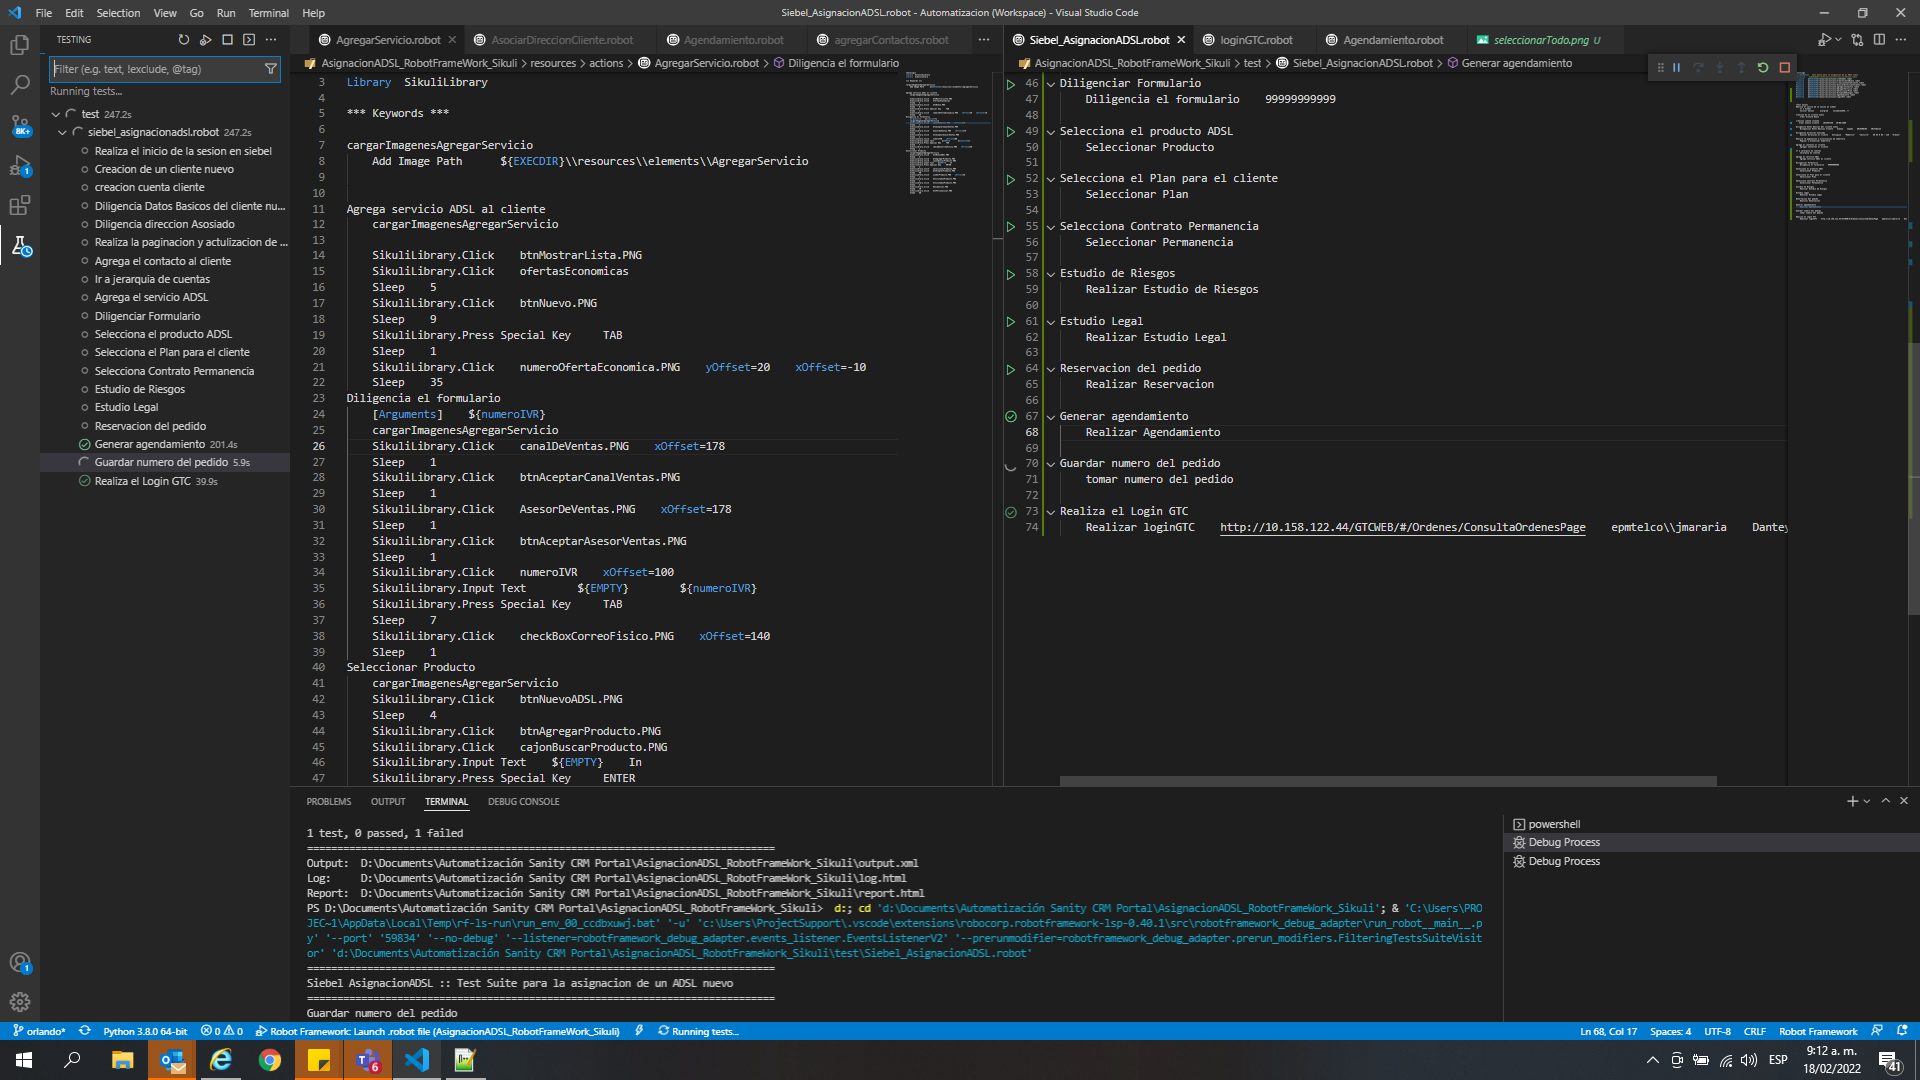 File Edit Selection View Go Run Terminal Help
Siebel_AsignacionADSL.robot - Automatizacion (Workspace) - Visual Studio Code
TESTING
Filter (e.g. text, !exclude, @tag)
Running tests...
test 247.2s
siebel_asignacionadsl.robot 247.2s
Realiza el inicio de la sesion en siebel
Creacion de un cliente nuevo
creacion cuenta cliente
Diligencia Datos Basicos del cliente nu...
Diligencia direccion Asosiado
Realiza la paginacion y actulizacion de ...
Agrega el contacto al cliente
Ir a jerarquia de cuentas
Agrega el servicio ADSL
Diligenciar Formulario
Selecciona el producto ADSL
Selecciona el Plan para el cliente
Selecciona Contrato Permanencia
Estudio de Riesgos
Estudio Legal
Reservacion del pedido
Generar agendamiento 201.4s
Guardar numero del pedido 5.9s
Realiza el Login GTC 39.9s
8K+
1
1
AgregarServicio.robot AsociarDireccionCliente.robot Agendamiento.robot agregarContactos.robot
AsignacionADSL_RobotFrameWork_Sikuli > resources > actions > AgregarServicio.robot > Diligencia el formulario
3 Library SikuliLibrary
4
5 *** Keywords ***
6
7 cargarImagenesAgregarServicio
8 Add Image Path ${EXECDIR}\\resources\\elements\\AgregarServicio
9
10
11 Agrega servicio ADSL al cliente
12 cargarImagenesAgregarServicio
13
14 SikuliLibrary.Click btnMostrarLista.PNG
15 SikuliLibrary.Click ofertasEconomicas
16 Sleep 5
17 SikuliLibrary.Click btnNuevo.PNG
18 Sleep 9
19 SikuliLibrary.Press Special Key TAB
20 Sleep 1
21 SikuliLibrary.Click numeroOfertaEconomica.PNG yOffset=20 xOffset=-10
22 Sleep 35
23 Diligencia el formulario
24 [Arguments] ${numeroIVR}
25 cargarImagenesAgregarServicio
26 SikuliLibrary.Click canalDeVentas.PNG xOffset=178
27 Sleep 1
28 SikuliLibrary.Click btnAceptarCanalVentas.PNG
29 Sleep 1
30 SikuliLibrary.Click AsesorDeVentas.PNG xOffset=178
31 Sleep 1
32 SikuliLibrary.Click btnAceptarAsesorVentas.PNG
33 Sleep 1
34 SikuliLibrary.Click numeroIVR xOffset=100
35 SikuliLibrary.Input Text ${EMPTY} ${numeroIVR}
36 SikuliLibrary.Press Special Key TAB
37 Sleep 7
38 SikuliLibrary.Click checkBoxCorreoFisico.PNG xOffset=140
39 Sleep 1
40 Seleccionar Producto
41 cargarImagenesAgregarServicio
42 SikuliLibrary.Click btnNuevoADSL.PNG
43 Sleep 4
44 SikuliLibrary.Click btnAgregarProducto.PNG
45 SikuliLibrary.Click cajonBuscarProducto.PNG
46 SikuliLibrary.Input Text ${EMPTY} In
47 SikuliLibrary.Press Special Key ENTER
Siebel_AsignacionADSL.robot loginGTC.robot Agendamiento.robot seleccionarTodo.png U
AsignacionADSL_RobotFrameWork_Sikuli > test > Siebel_AsignacionADSL.robot > Generar agendamiento
46 Diligenciar Formulario
47 Diligencia el formulario 99999999999
48
49 Selecciona el producto ADSL
50 Seleccionar Producto
51
52 Selecciona el Plan para el cliente
53 Seleccionar Plan
54
55 Selecciona Contrato Permanencia
56 Seleccionar Permanencia
57
58 Estudio de Riesgos
59 Realizar Estudio de Riesgos
60
61 Estudio Legal
62 Realizar Estudio Legal
63
64 Reservacion del pedido
65 Realizar Reservacion
66
67 Generar agendamiento
68 Realizar Agendamiento
69
70 Guardar numero del pedido
71 tomar numero del pedido
72
73 Realiza el Login GTC
74 Realizar loginGTC http://10.158.122.44/GTCWEB/#/Ordenes/ConsultaOrdenesPage epmtelco\\jmararia Dantey
PROBLEMS OUTPUT TERMINAL DEBUG CONSOLE
1 test, 0 passed, 1 failed
==============================================================================
Output: D:\Documents\Automatización Sanity CRM Portal\AsignacionADSL_RobotFrameWork_Sikuli\output.xml
Log: D:\Documents\Automatización Sanity CRM Portal\AsignacionADSL_RobotFrameWork_Sikuli\log.html
Report: D:\Documents\Automatización Sanity CRM Portal\AsignacionADSL_RobotFrameWork_Sikuli\report.html
PS D:\Documents\Automatización Sanity CRM Portal\AsignacionADSL_RobotFrameWork_Sikuli> d:; cd 'd:\Documents\Automatización Sanity CRM Portal\AsignacionADSL_RobotFrameWork_Sikuli'; & 'C:\Users\PRO
JEC~1\AppData\Local\Temp\rf-ls-run\run_env_00_ccdbxuwj.bat' '-u' 'c:\Users\ProjectSupport\.vscode\extensions\robocorp.robotframework-lsp-0.40.1\src\robotframework_debug_adapter\run_robot__main__.p
y' '--port' '59834' '--no-debug' '--listener=robotframework_debug_adapter.events_listener.EventsListenerV2' '--prerunmodifier=robotframework_debug_adapter.prerun_modifiers.FilteringTestsSuiteVisit
or' 'd:\Documents\Automatización Sanity CRM Portal\AsignacionADSL_RobotFrameWork_Sikuli\test\Siebel_AsignacionADSL.robot'
==============================================================================
Siebel AsignacionADSL :: Test Suite para la asignacion de un ADSL nuevo
==============================================================================
Guardar numero del pedido
powershell
Debug Process
Debug Process
orlando* Python 3.8.0 64-bit 0 0 Robot Framework: Launch .robot file (AsignacionADSL_RobotFrameWork_Sikuli) Running tests... Ln 68, Col 17 Spaces: 4 UTF-8 CRLF Robot Framework
6
ESP
9:12 a. m.
18/02/2022
41